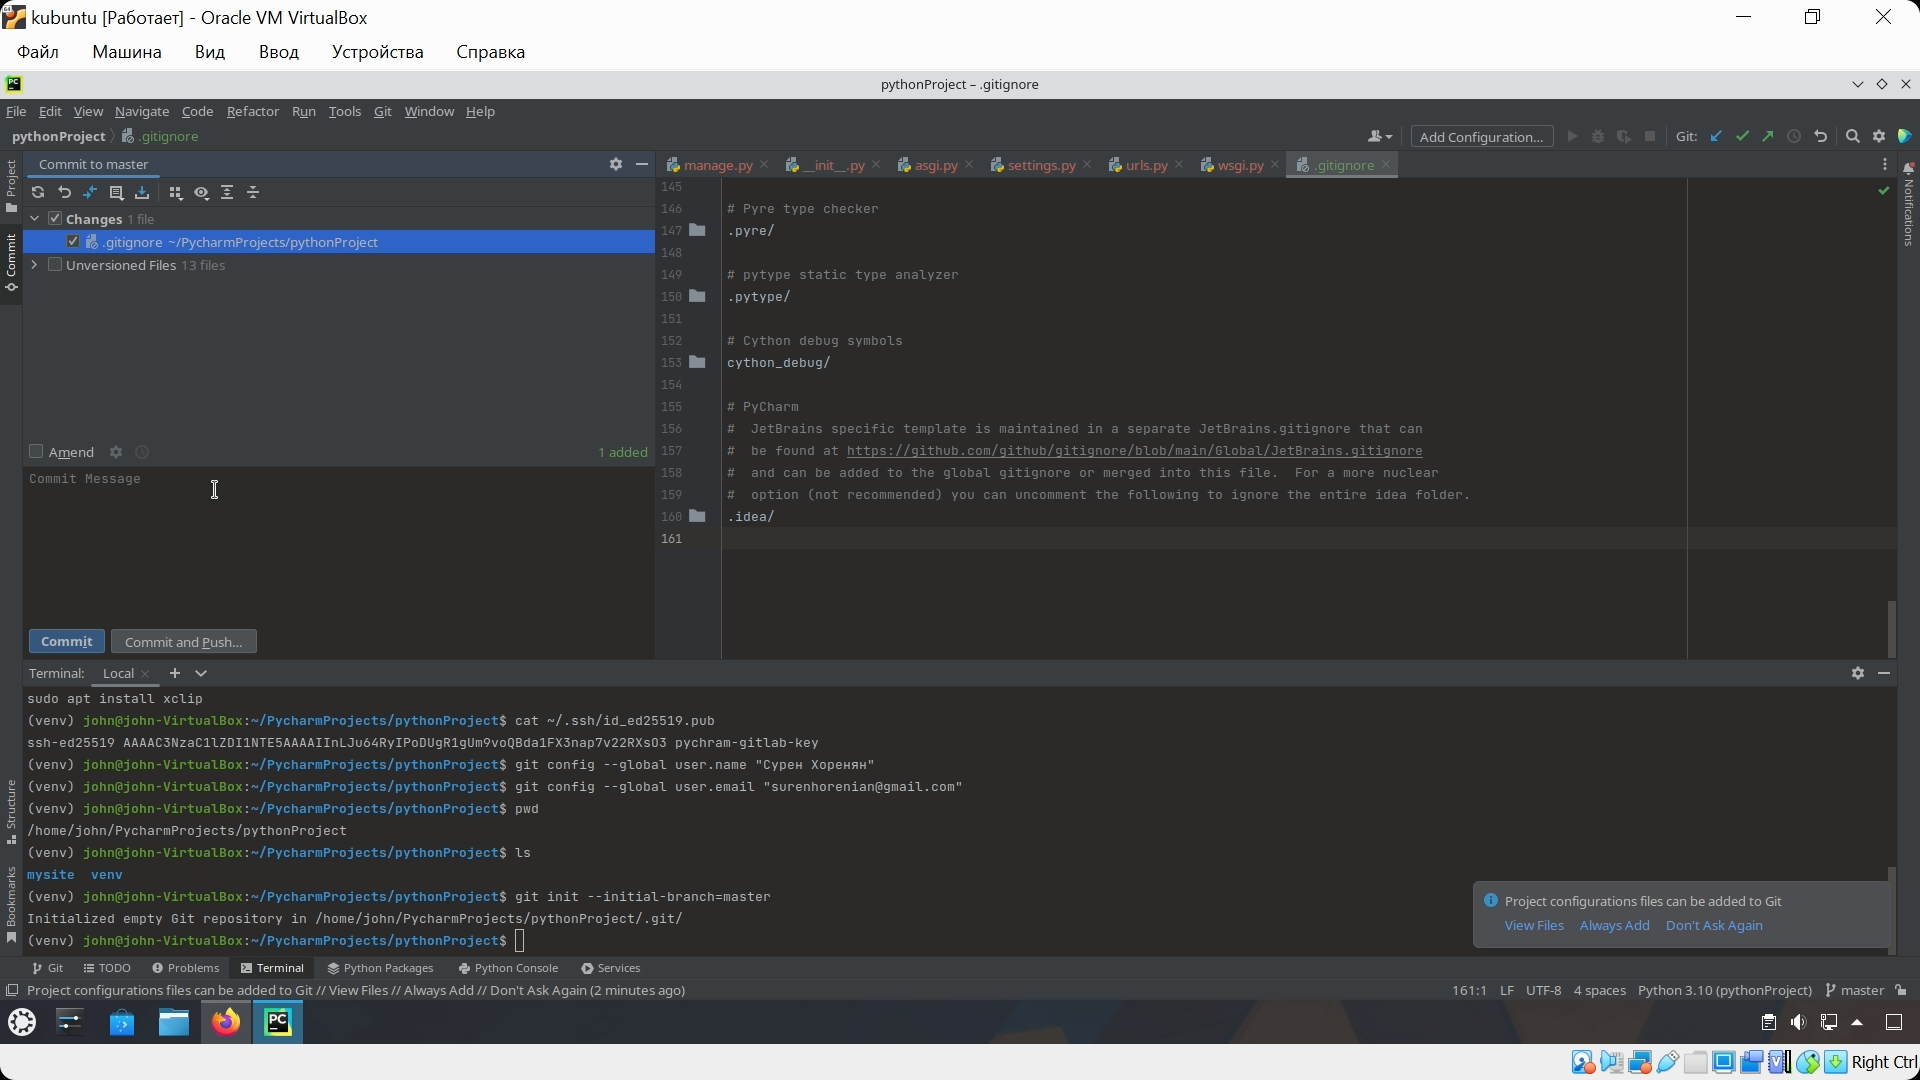 kubuntu [Работает] - Oracle VM VirtualBox
Файл Машина Вид Ввод Устройства Справка
pythonProject – .gitignore
File Edit View Navigate Code Refactor Run Tools Git Window Help
pythonProject .gitignore
Add Configuration...
Git:
Project
Commit
Structure
Bookmarks
Notifications
Commit to master
Changes 1 file
.gitignore ~/PycharmProjects/pythonProject
Unversioned Files 13 files
Amend
1 added
Commit Message
Commit
Commit and Push...
manage.py __init__.py asgi.py settings.py urls.py wsgi.py .gitignore
145
146 # Pyre type checker
147 .pyre/
148
149 # pytype static type analyzer
150 .pytype/
151
152 # Cython debug symbols
153 cython_debug/
154
155 # PyCharm
156 # JetBrains specific template is maintained in a separate JetBrains.gitignore that can
157 # be found at https://github.com/github/gitignore/blob/main/Global/JetBrains.gitignore
158 # and can be added to the global gitignore or merged into this file. For a more nuclear
159 # option (not recommended) you can uncomment the following to ignore the entire idea folder.
160 .idea/
161
Terminal: Local
sudo apt install xclip
(venv) john@john-VirtualBox:~/PycharmProjects/pythonProject$ cat ~/.ssh/id_ed25519.pub
ssh-ed25519 AAAAC3NzaC1lZDI1NTE5AAAAIInLJu64RyIPoDUgR1gUm9voQBda1FX3nap7v22RXsO3 pychram-gitlab-key
(venv) john@john-VirtualBox:~/PycharmProjects/pythonProject$ git config --global user.name "Сурен Хоренян"
(venv) john@john-VirtualBox:~/PycharmProjects/pythonProject$ git config --global user.email "surenhorenian@gmail.com"
(venv) john@john-VirtualBox:~/PycharmProjects/pythonProject$ pwd
/home/john/PycharmProjects/pythonProject
(venv) john@john-VirtualBox:~/PycharmProjects/pythonProject$ ls
mysite venv
(venv) john@john-VirtualBox:~/PycharmProjects/pythonProject$ git init --initial-branch=master
Initialized empty Git repository in /home/john/PycharmProjects/pythonProject/.git/
(venv) john@john-VirtualBox:~/PycharmProjects/pythonProject$
Project configurations files can be added to Git
View Files Always Add Don't Ask Again
Git TODO Problems Terminal Python Packages Python Console Services
Project configurations files can be added to Git // View Files // Always Add // Don't Ask Again (2 minutes ago)
161:1 LF UTF-8 4 spaces Python 3.10 (pythonProject) master
Right Ctrl